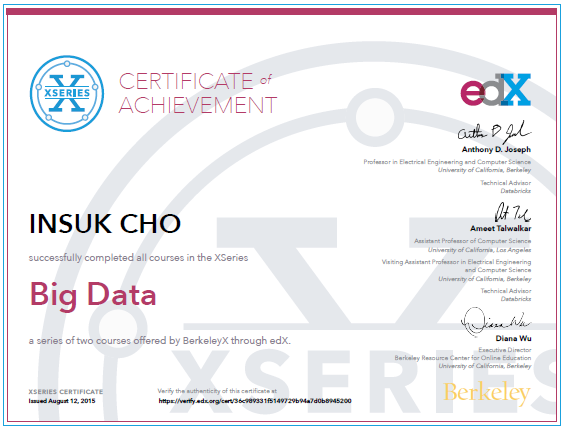 XSERIES
CERTIFICATE of
ACHIEVEMENT
edX
Anthony D. Joseph
Professor in Electrical Engineering and Computer Science
University of California, Berkeley
Technical Advisor
Databricks
INSUK CHO
Ameet Talwalkar
Assistant Professor of Computer Science
University of California, Los Angeles
Visiting Assistant Professor in Electrical Engineering
and Computer Science
University of California, Berkeley
Technical Advisor
Databricks
successfully completed all courses in the XSeries
Big Data
a series of two courses offered by BerkeleyX through edX.
Diana Wu
Executive Director
Berkeley Resource Center for Online Education
University of California, Berkeley
XSERIES
XSERIES CERTIFICATE
Issued August 12, 2015
Verify the authenticity of this certificate at
https://verify.edx.org/cert/36c989331f5149729b94a7d0b8945200
Berkeley